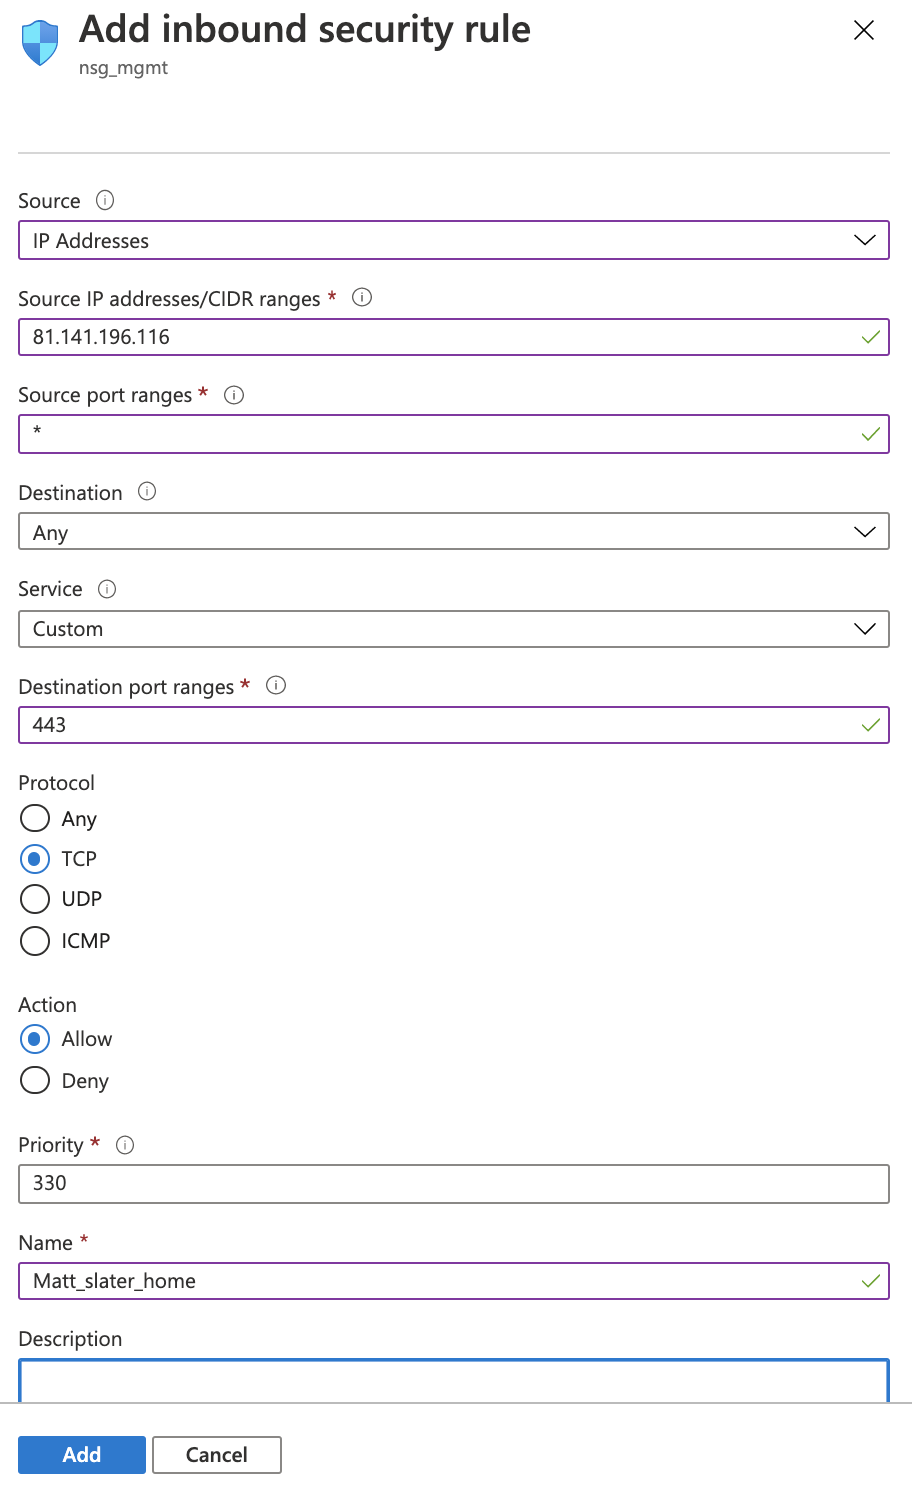 Add inbound security rule
nsg_mgmt
Source
IP Addresses
Source IP addresses/CIDR ranges *
81.141.196.116
Source port ranges *
*
Destination
Any
Service
Custom
Destination port ranges *
443
Protocol
Any
TCP
UDP
ICMP
Action
Allow
Deny
Priority *
330
Name *
Matt_slater_home
Description
Add Cancel